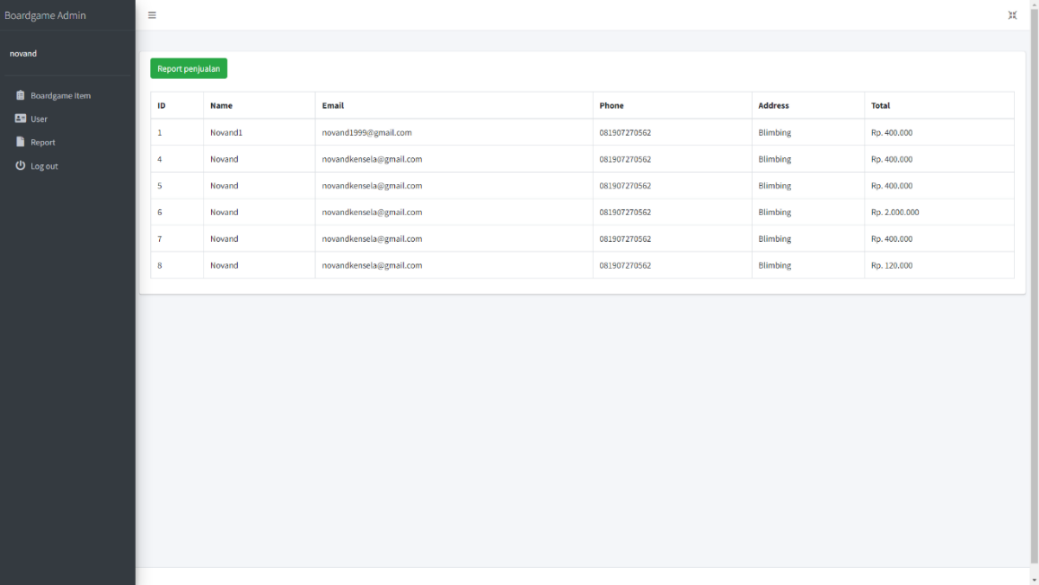 Boardgame Admin
novand
Boardgame Item
User
Report
Log out
Report penjualan
ID Name Email Phone Address Total
1 Novand1 novand1999@gmail.com 081907270562 Blimbing Rp. 400.000
4 Novand novandkensela@gmail.com 081907270562 Blimbing Rp. 400.000
5 Novand novandkensela@gmail.com 081907270562 Blimbing Rp. 400.000
6 Novand novandkensela@gmail.com 081907270562 Blimbing Rp. 2.000.000
7 Novand novandkensela@gmail.com 081907270562 Blimbing Rp. 400.000
8 Novand novandkensela@gmail.com 081907270562 Blimbing Rp. 120.000